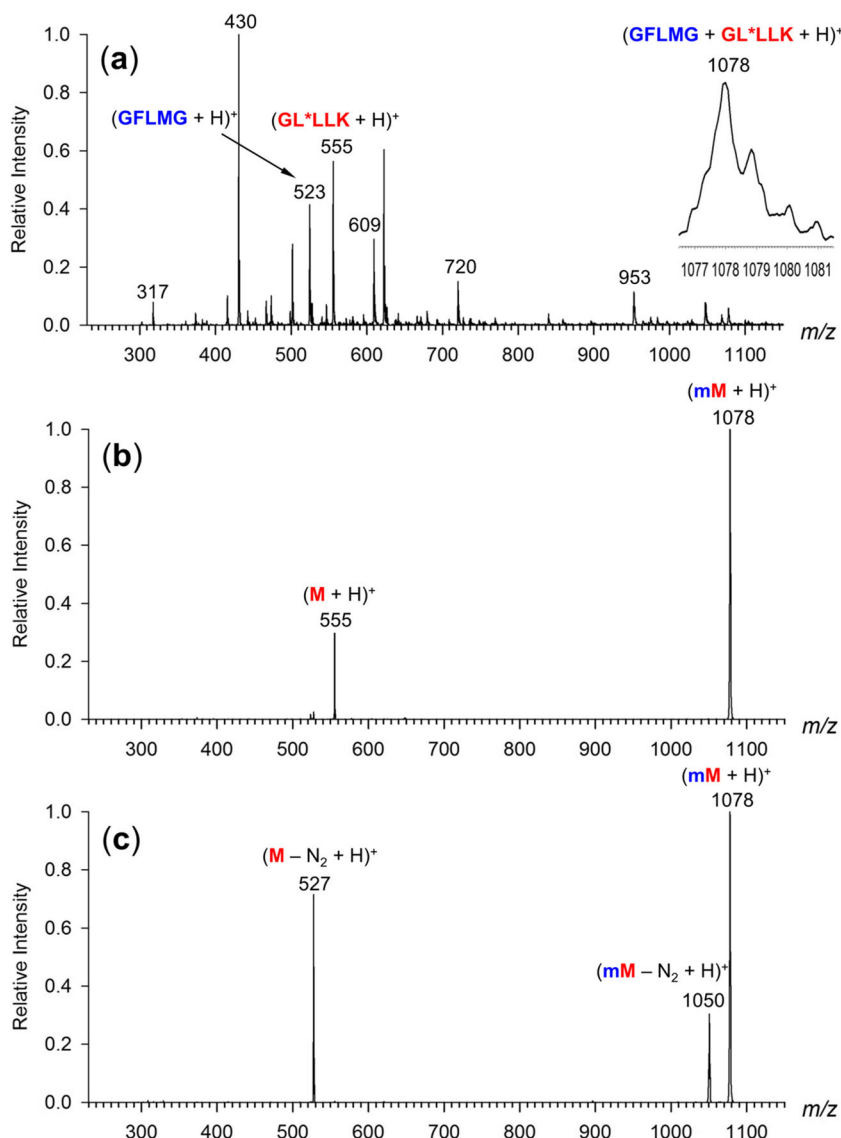 (a)
Relative Intensity
1.0
0.8
0.6
0.4
0.2
0.0
430
(GFLMG + H)⁺
(GL*LLK + H)⁺
555
523
609
317
720
953
(GFLMG + GL*LLK + H)⁺
1078
1077 1078 1079 1080 1081
300 400 500 600 700 800 900 1000 1100 m/z
(b)
Relative Intensity
1.0
0.8
0.6
0.4
0.2
0.0
(M + H)⁺
555
(mM + H)⁺
1078
300 400 500 600 700 800 900 1000 1100 m/z
(c)
Relative Intensity
1.0
0.8
0.6
0.4
0.2
0.0
(mM + H)⁺
1078
(M – N₂ + H)⁺
527
(mM – N₂ + H)⁺
1050
300 400 500 600 700 800 900 1000 1100 m/z